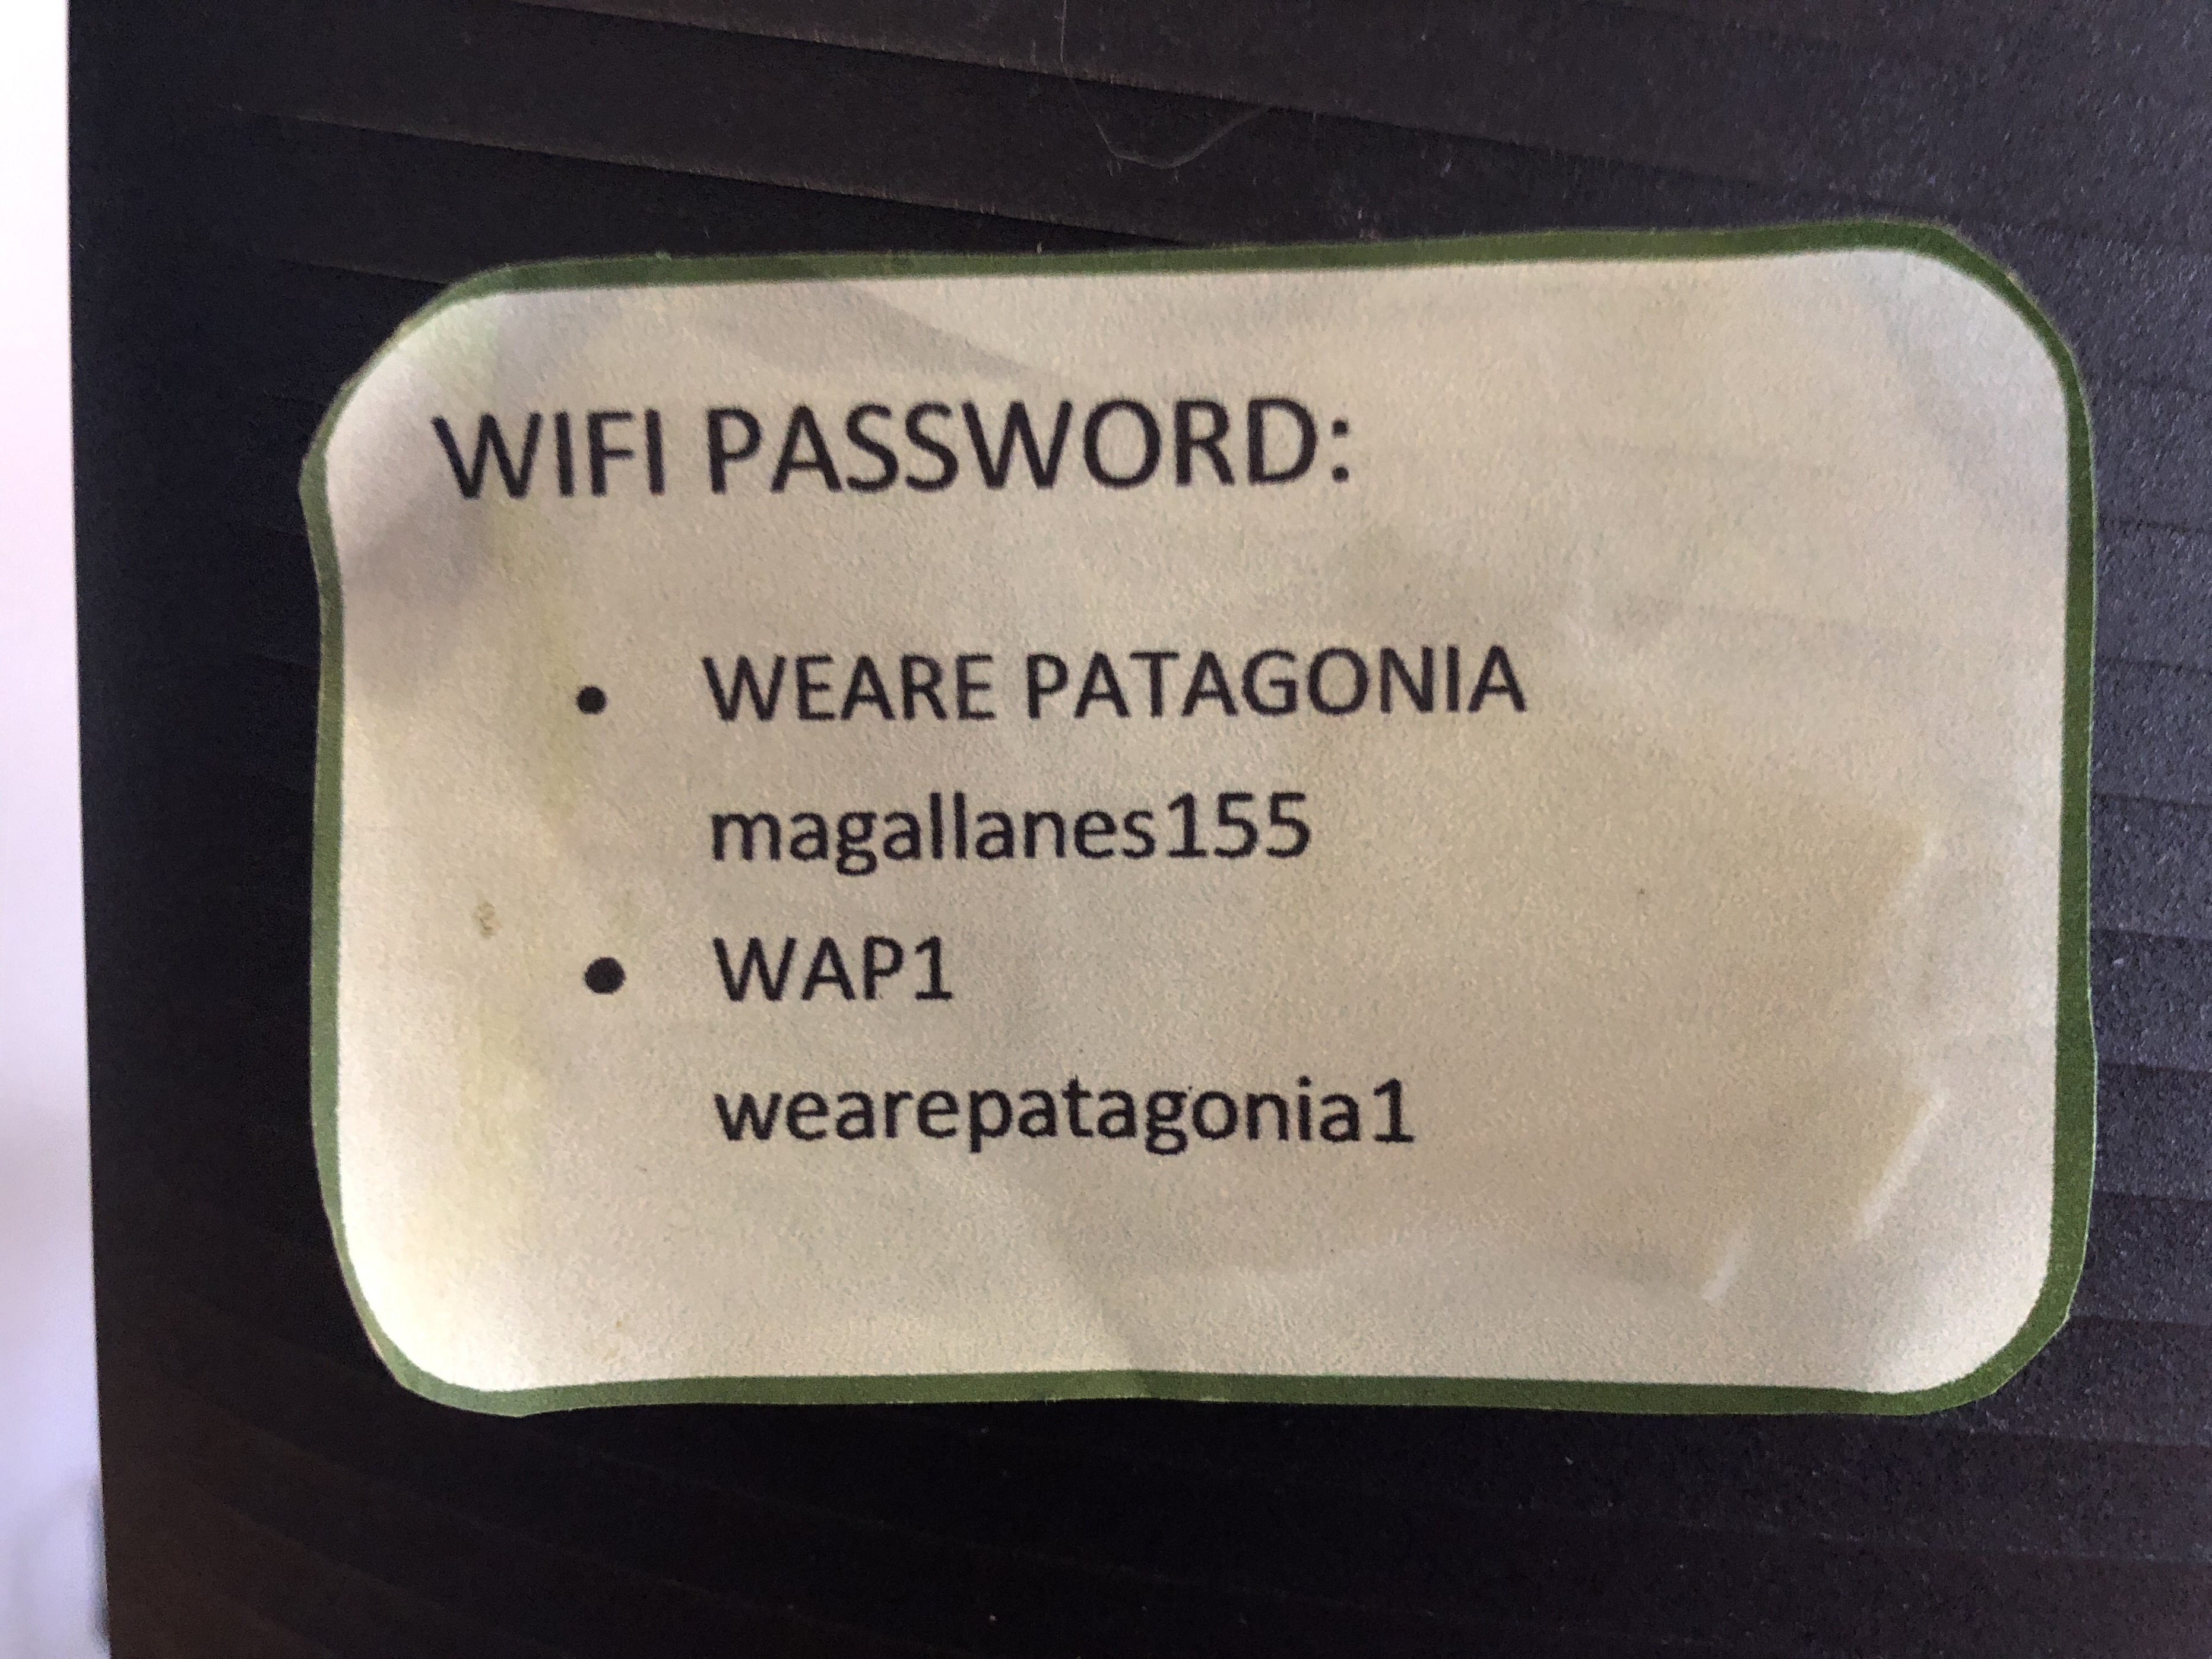 WIFI PASSWORD:
• WEARE PATAGONIA
magallanes155
• WAP1
wearepatagonia1